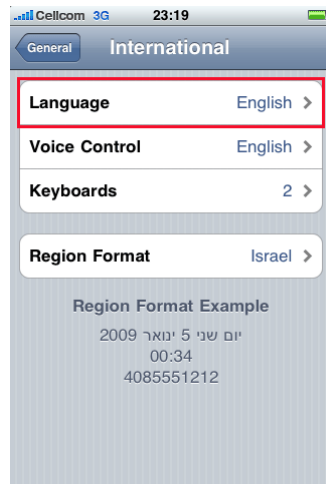 Cellcom 3G 23:19
General International
Language English
Voice Control English
Keyboards 2
Region Format Israel
Region Format Example
יום שני 5 ינואר 2009
00:34
4085551212